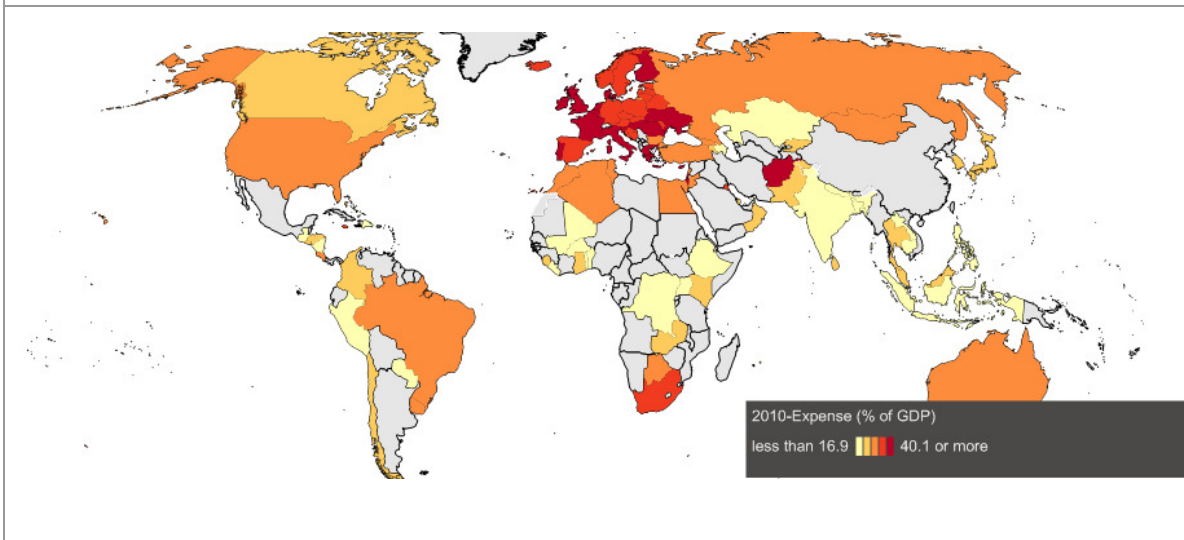 2010-Expense (% of GDP)
less than 16.9 40.1 or more